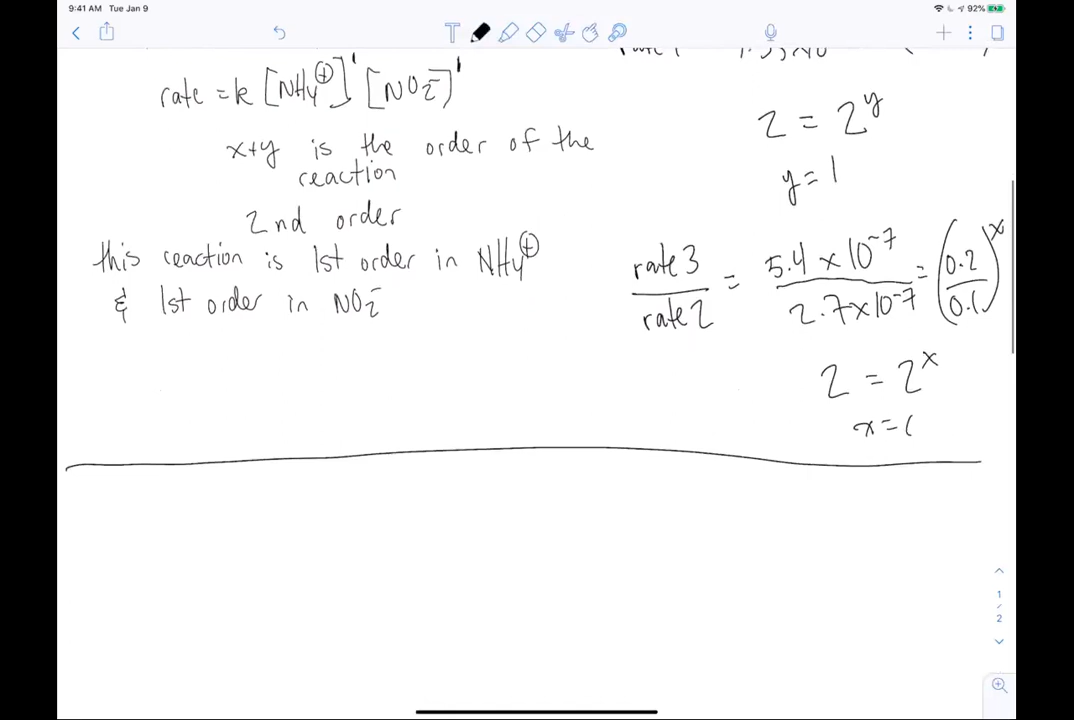 9:41 AM Tue Jan 9
92%
rate = k [NH4⊕]¹ [NO2⁻]¹
x+y is the order of the
reaction
2nd order
this reaction is 1st order in NH4⊕
& 1st order in NO2⁻
2 = 2^y
y = 1
rate 3 / rate 2 = 5.4 x 10⁻⁷ / 2.7 x 10⁻⁷ = (0.2 / 0.1)^x
2 = 2^x
x = 1
1
/
2